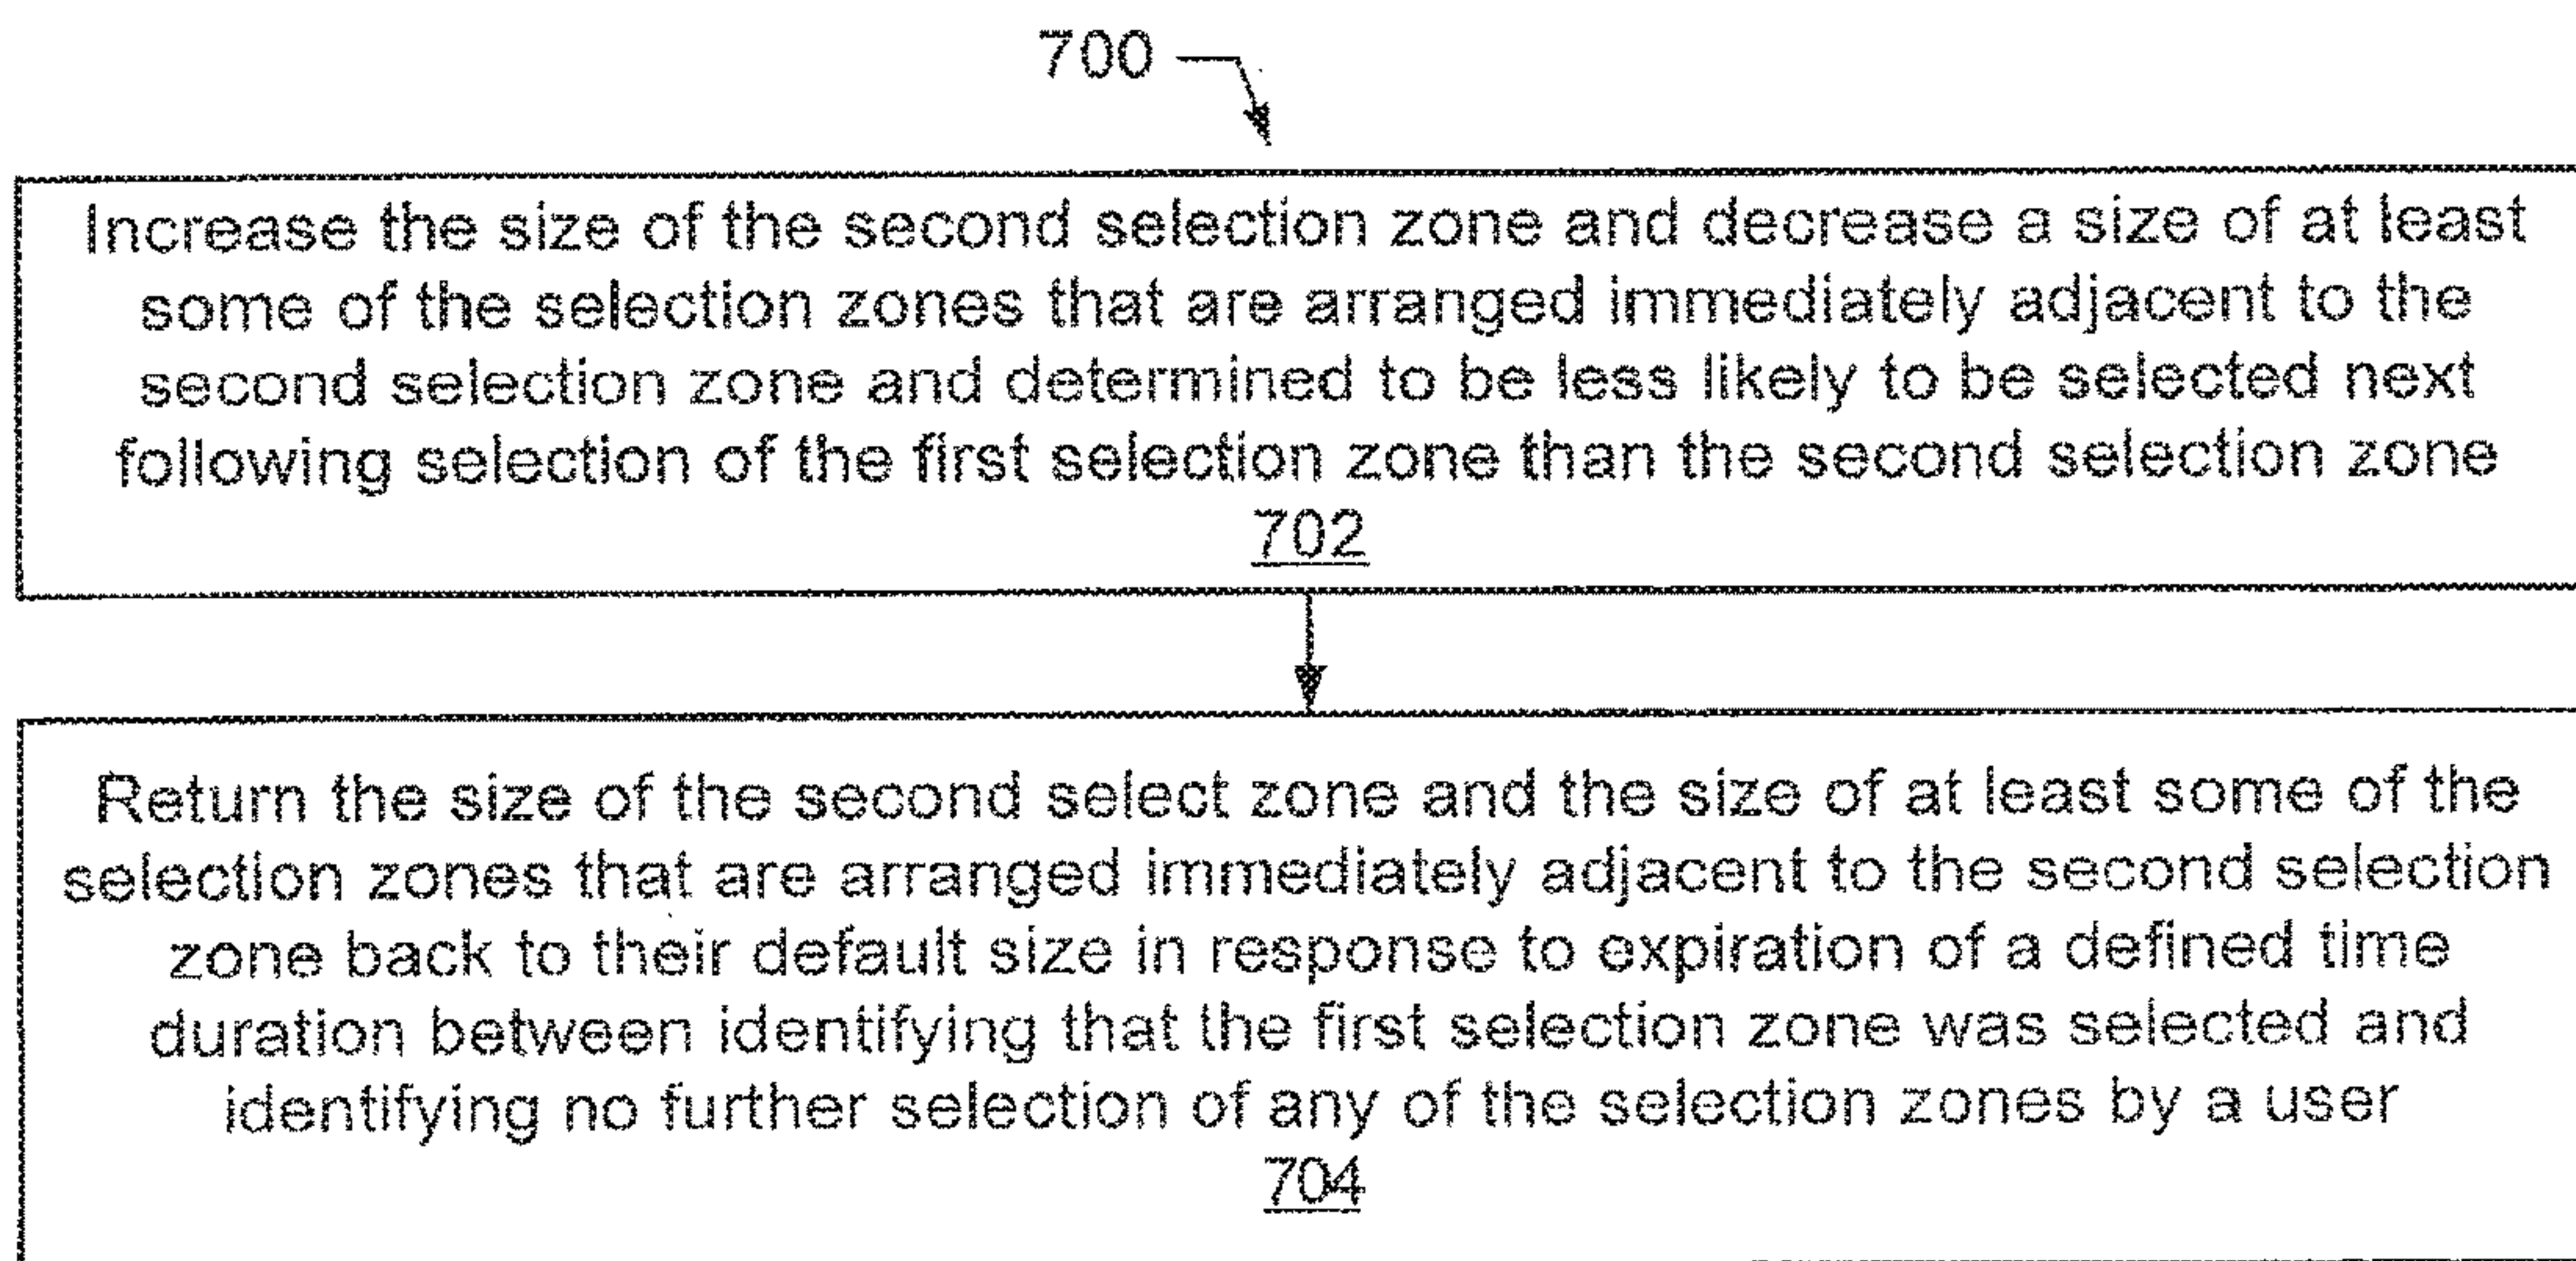 700
Increase the size of the second selection zone and decrease a size of at least
some of the selection zones that are arranged immediately adjacent to the
second selection zone and determined to be less likely to be selected next
following selection of the first selection zone than the second selection zone
702
Return the size of the second select zone and the size of at least some of the
selection zones that are arranged immediately adjacent to the second selection
zone back to their default size in response to expiration of a defined time
duration between identifying that the first selection zone was selected and
identifying no further selection of any of the selection zones by a user
704